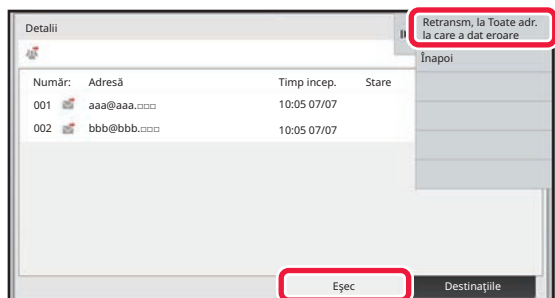 Detalii
Retransm, la Toate adr.
la care a dat eroare
Înapoi
Număr: Adresă Timp incep. Stare
001 aaa@aaa.□□□ 10:05 07/07
002 bbb@bbb.□□□ 10:05 07/07
Eşec Destinaţiile